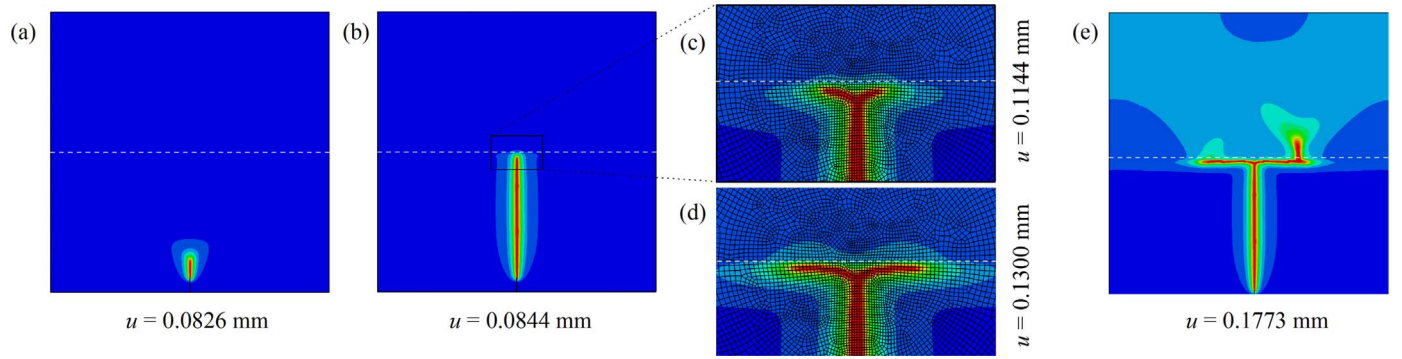 (a)
u = 0.0826 mm
(b)
u = 0.0844 mm
(c)
u = 0.1144 mm
(d)
u = 0.1300 mm
(e)
u = 0.1773 mm